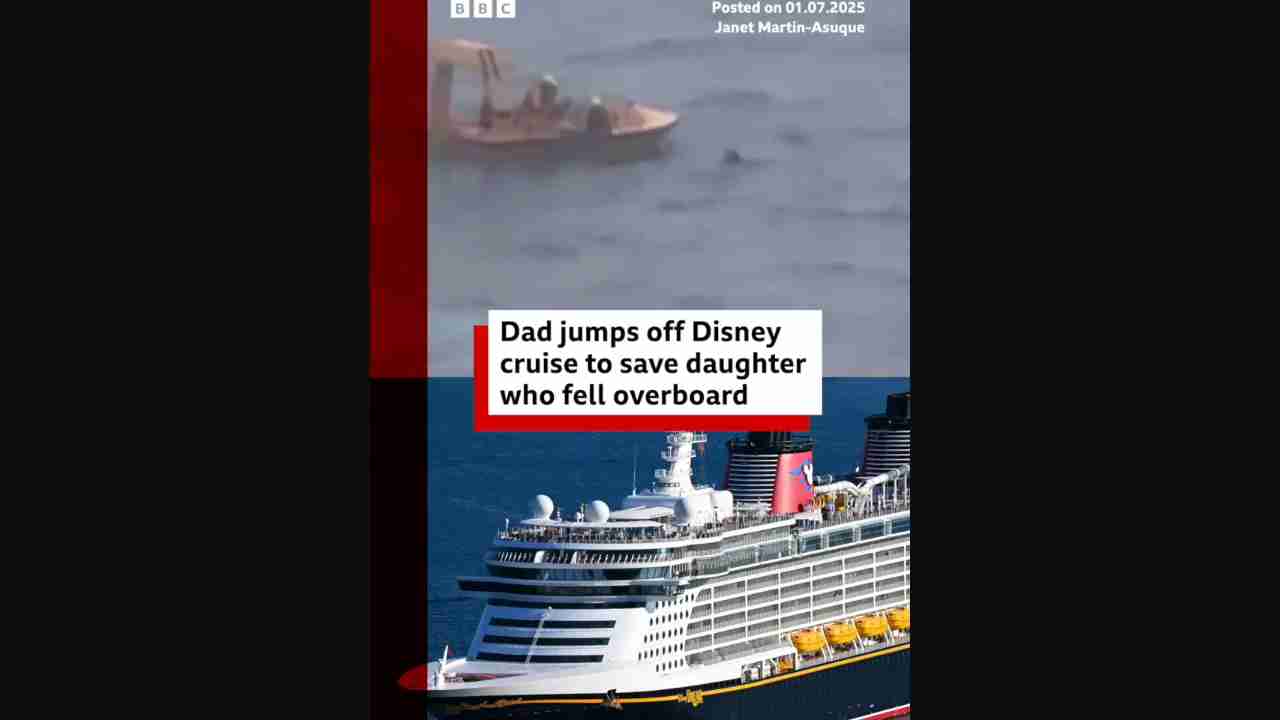 BBC
Posted on 01.07.2025
Janet Martin-Asuque
Dad jumps off Disney
cruise to save daughter
who fell overboard